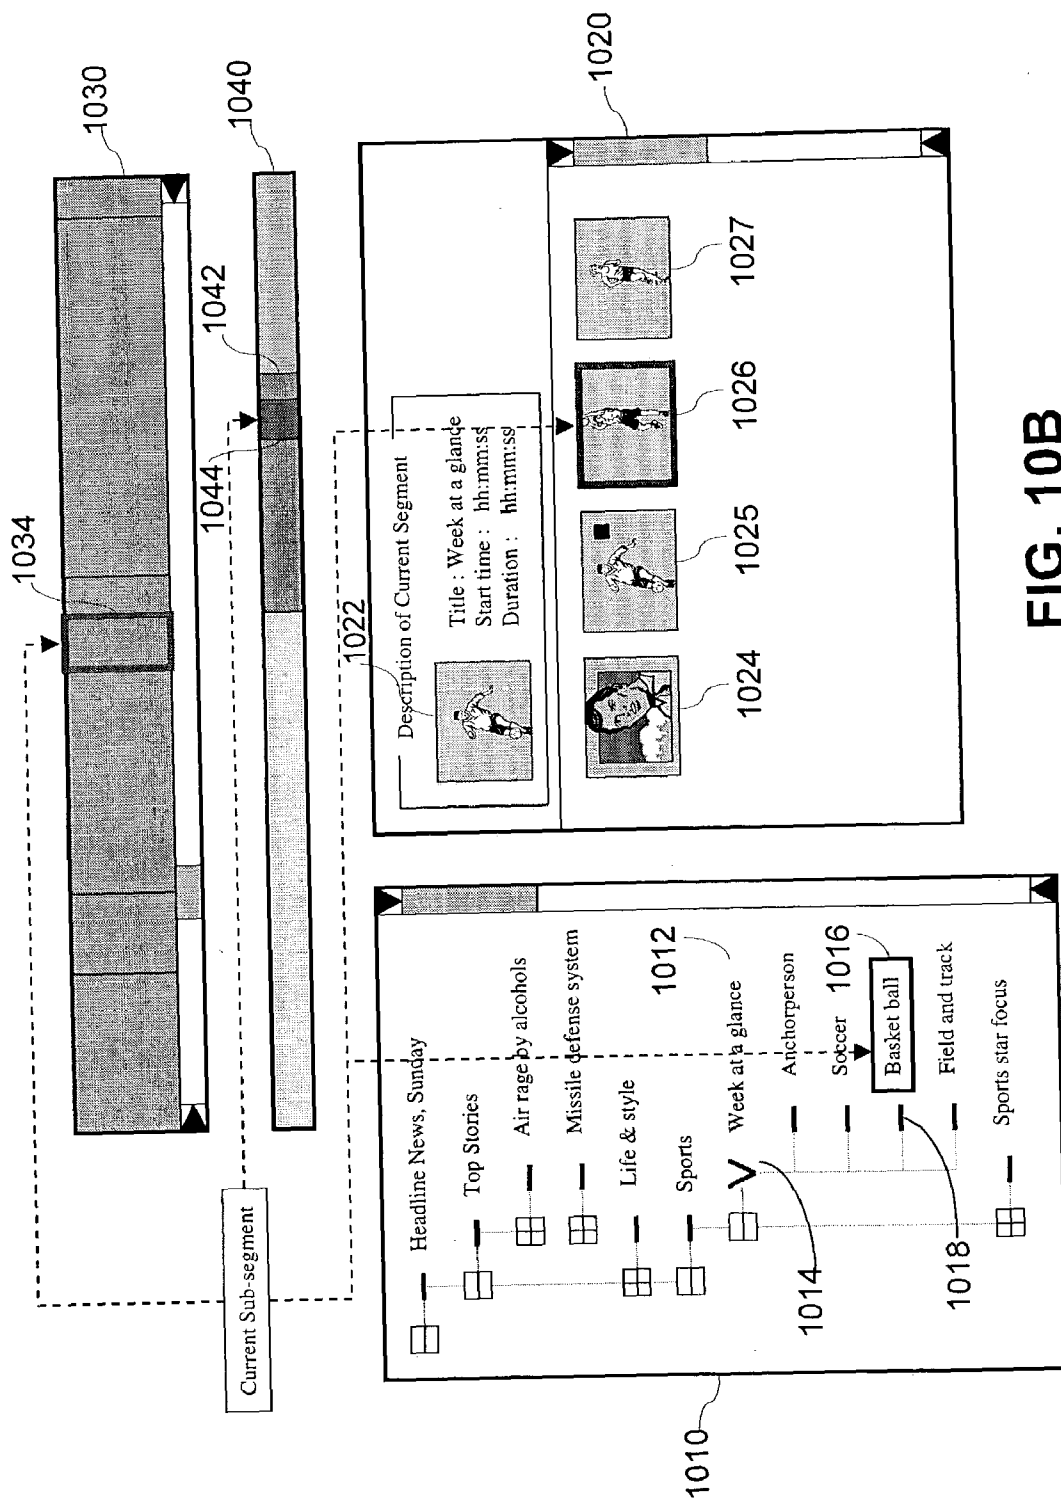 1030
1040
1034
1042
1044
Current Sub-segment
1020
1022
Description of Current Segment
Title : Week at a glance
Start time : hh:mm:ss
Duration : hh:mm:ss
1024
1025
1026
1027
1010
Headline News, Sunday
Top Stories
Air rage by alcohols
Missile defense system
Life & style
Sports
1012
Week at a glance
1014
Anchorperson
Soccer
1016
Basket ball
1018
Field and track
Sports star focus
FIG. 10B